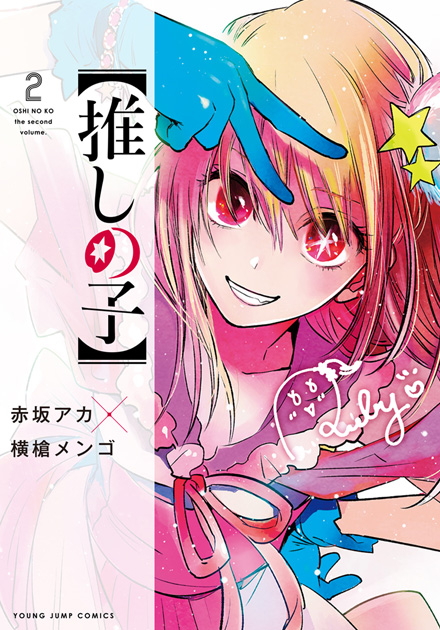 2
OSHI NO KO
the second
volume.
【推しの子】
赤坂アカ×
横槍メンゴ
Ruby
YOUNG JUMP COMICS